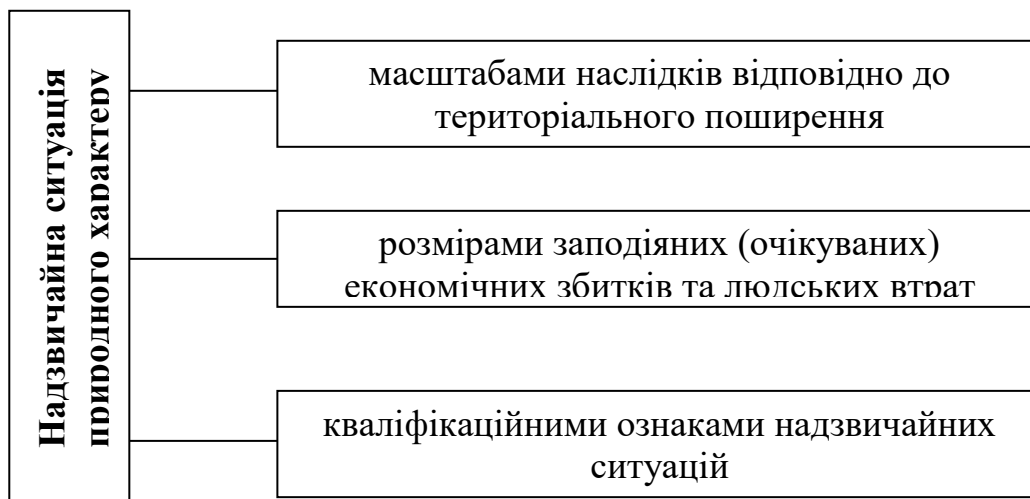 Надзвичайна ситуація
природного характеру
масштабами наслідків відповідно до
територіального поширення
розмірами заподіяних (очікуваних)
економічних збитків та людських втрат
кваліфікаційними ознаками надзвичайних
ситуацій